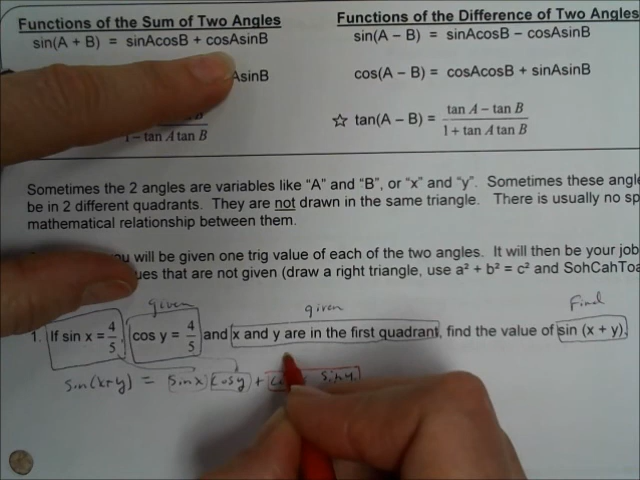 Functions of the Sum of Two Angles
Functions of the Difference of Two Angles
sin(A + B) = sinAcosB + cosAsinB
sin(A − B) = sinAcosB − cosAsinB
AsinB
cos(A − B) = cosAcosB + sinAsinB
☆ tan(A − B) = tan A − tan B / 1 + tan A tan B
1 − tan A tan B
Sometimes the 2 angles are variables like "A" and "B", or "x" and "y". Sometimes these
be in 2 different quadrants. They are not drawn in the same triangle. There is usually no
mathematical relationship between them.
you will be given one trig value of each of the two angles. It will then be your job
that are not given (draw a right triangle, use a² + b² = c² and
given
given
Find
1. If sin x = 4/5, cos y = 4/5 and x and y are in the first quadrant, find the value of sin (x + y).
sin(x+y) = sinx cosy + sin y